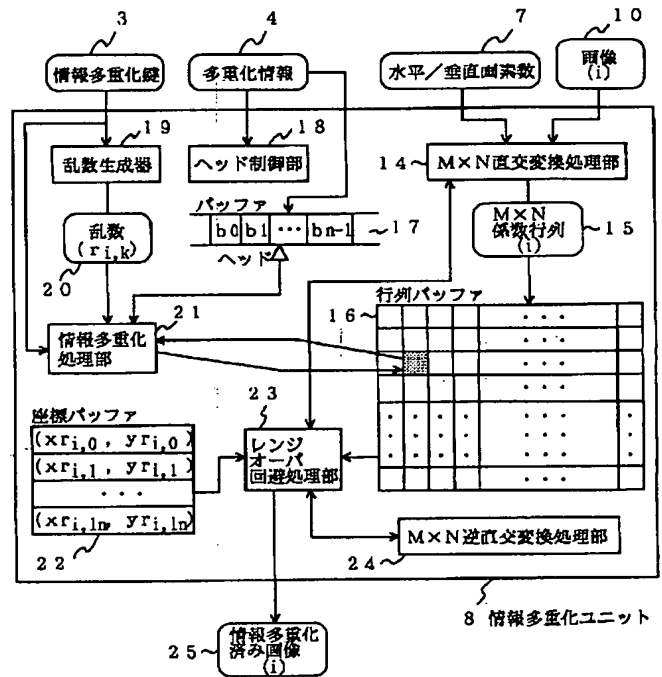 3
4
7
10
情報多重化鍵
多重化情報
水平／垂直画素数
画像
(i)
19
18
乱数生成器
ヘッド制御部
14
M×N直交変換処理部
バッファ
b0 b1 ・・・ bn-1
17
ヘッド
乱数
(ri,k)
20
M×N
係数行列
(i)
15
21
情報多重化
処理部
16
行列バッファ
・・・
・・・
・・・
・・・
・・・
・・・
・・・
座標バッファ
(xri,0, yri,0)
(xri,1, yri,1)
・・・
(xri,ln, yri,ln)
22
23
レンジ
オーバ
回避処理部
M×N逆直交変換処理部
24
8 情報多重化ユニット
25
情報多重化
済み画像
(i)